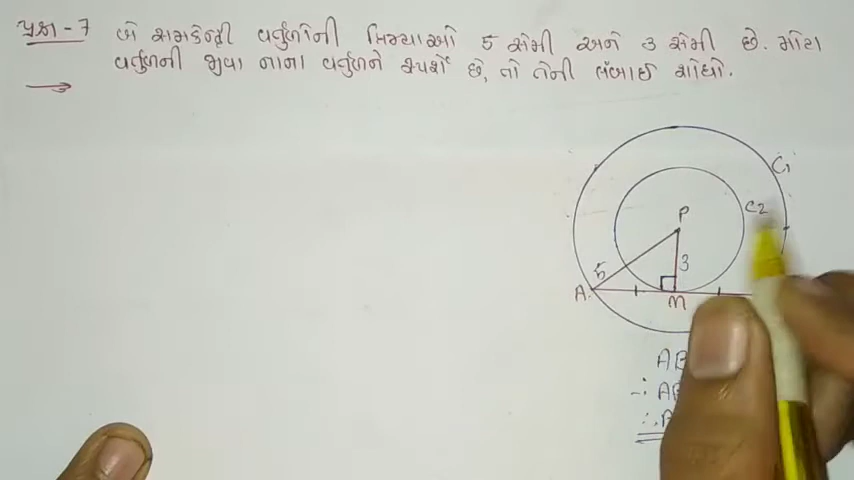 પ્રશ્ન - 7 બે સમકેન્દ્રી વર્તુળોની ત્રિજ્યાઓ 5 સેમી અને 3 સેમી છે. મોટા
વર્તુળની જીવા નાના વર્તુળને સ્પર્શે છે, તો તેની લંબાઈ શોધો.
C1
C2
P
5
3
A
M
AB
∴ AB
∴ A